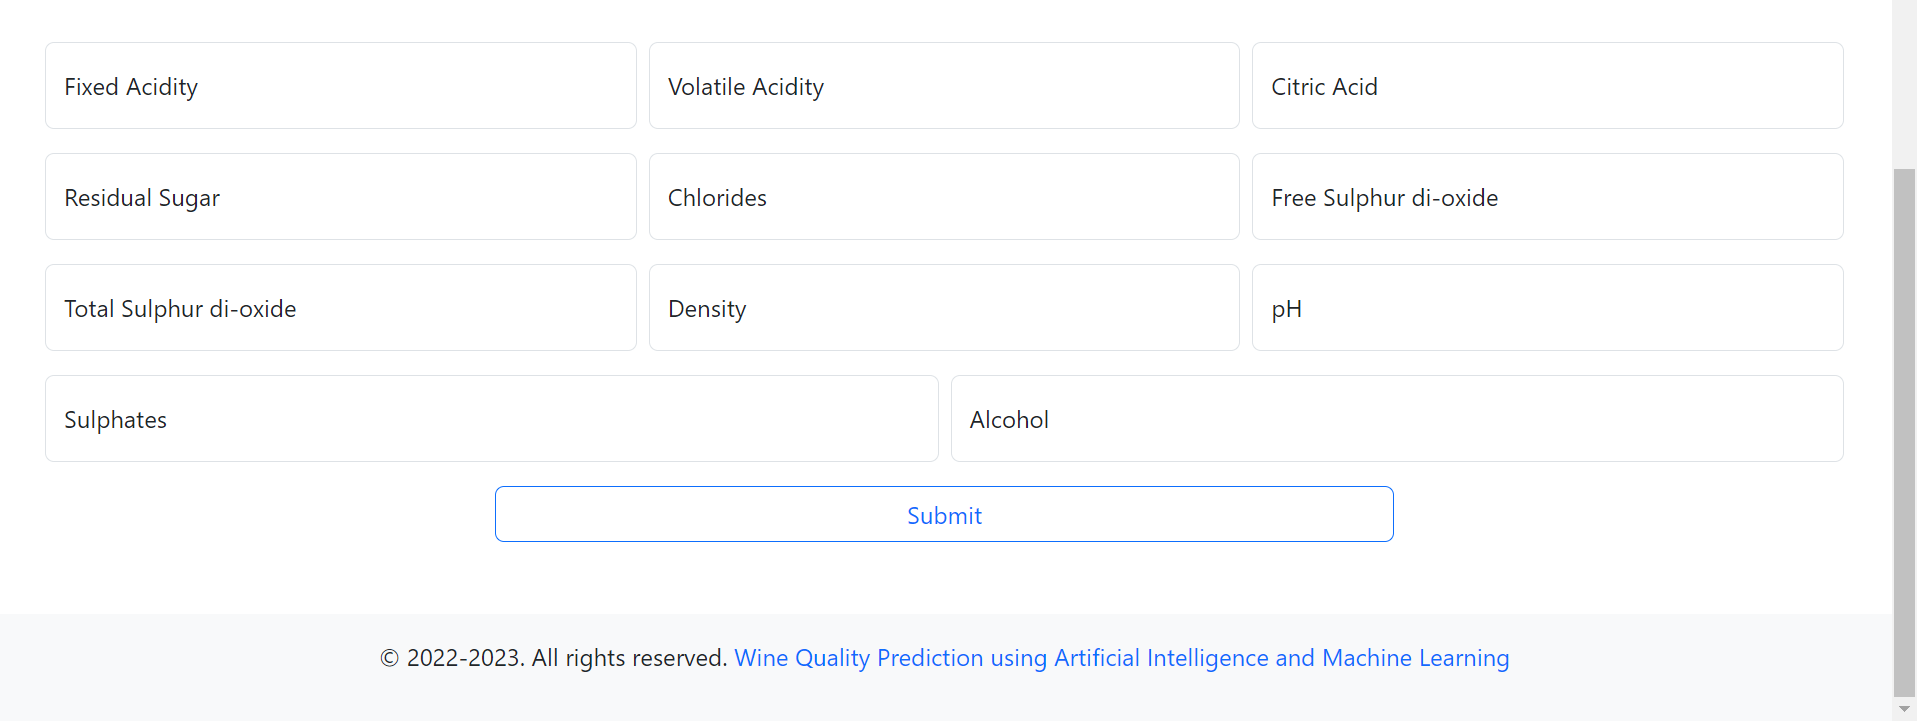 Fixed Acidity
Volatile Acidity
Citric Acid
Residual Sugar
Chlorides
Free Sulphur di-oxide
Total Sulphur di-oxide
Density
pH
Sulphates
Alcohol
Submit
© 2022-2023. All rights reserved. Wine Quality Prediction using Artificial Intelligence and Machine Learning